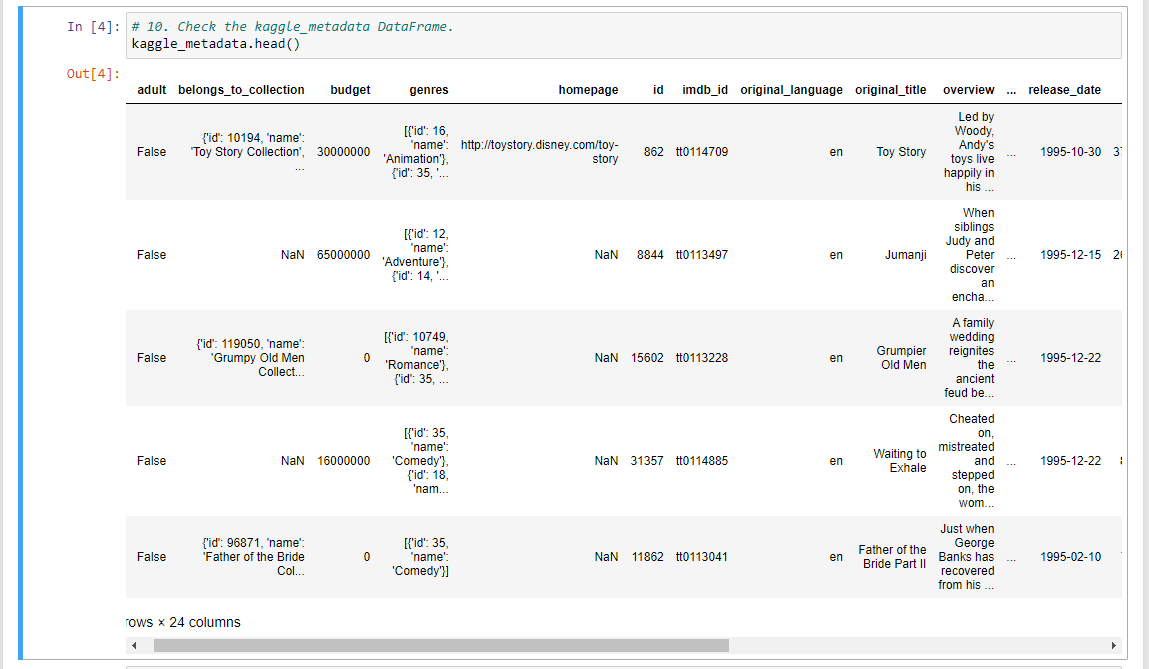 In [4]: # 10. Check the kaggle_metadata DataFrame.
kaggle_metadata.head()
Out[4]:
adult belongs_to_collection budget genres homepage id imdb_id original_language original_title overview ... release_date
False {'id': 10194, 'name': 'Toy Story Collection', ... 30000000 [{'id': 16, 'name': 'Animation'}, {'id': 35, '... http://toystory.disney.com/toy-story 862 tt0114709 en Toy Story Led by Woody, Andy's toys live happily in his ... ... 1995-10-30
False NaN 65000000 [{'id': 12, 'name': 'Adventure'}, {'id': 14, '... NaN 8844 tt0113497 en Jumanji When siblings Judy and Peter discover an encha... ... 1995-12-15
False {'id': 119050, 'name': 'Grumpy Old Men Collect... 0 [{'id': 10749, 'name': 'Romance'}, {'id': 35, ... NaN 15602 tt0113228 en Grumpier Old Men A family wedding reignites the ancient feud be... ... 1995-12-22
False NaN 16000000 [{'id': 35, 'name': 'Comedy'}, {'id': 18, 'nam... NaN 31357 tt0114885 en Waiting to Exhale Cheated on, mistreated and stepped on, the wom... ... 1995-12-22
False {'id': 96871, 'name': 'Father of the Bride Col... 0 [{'id': 35, 'name': 'Comedy'}] NaN 11862 tt0113041 en Father of the Bride Part II Just when George Banks has recovered from his ... ... 1995-02-10
rows × 24 columns